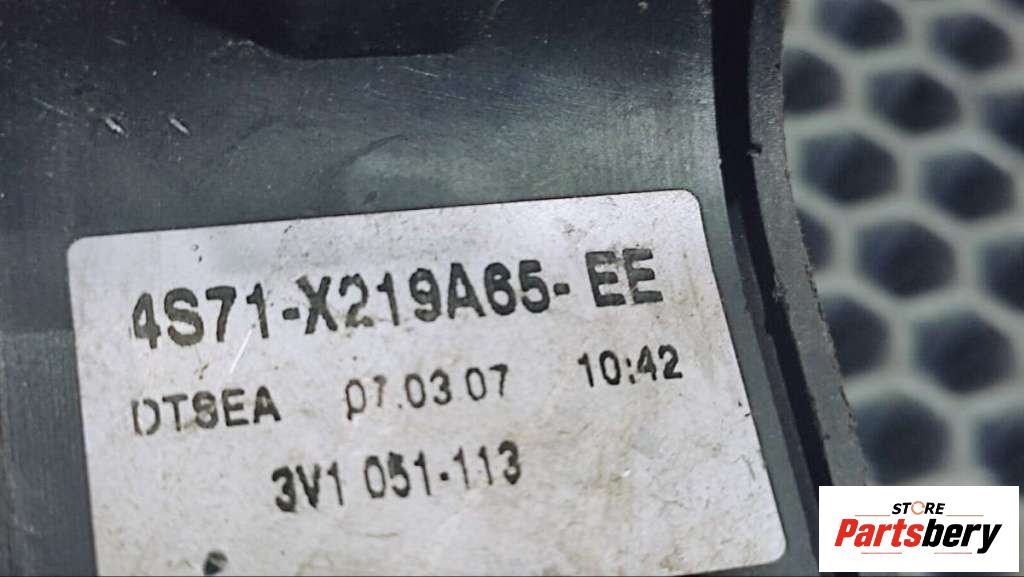 4S71-X219A65-EE
DTSEA 07.03.07 10:42
3V1 051-113
STORE
Partsbery